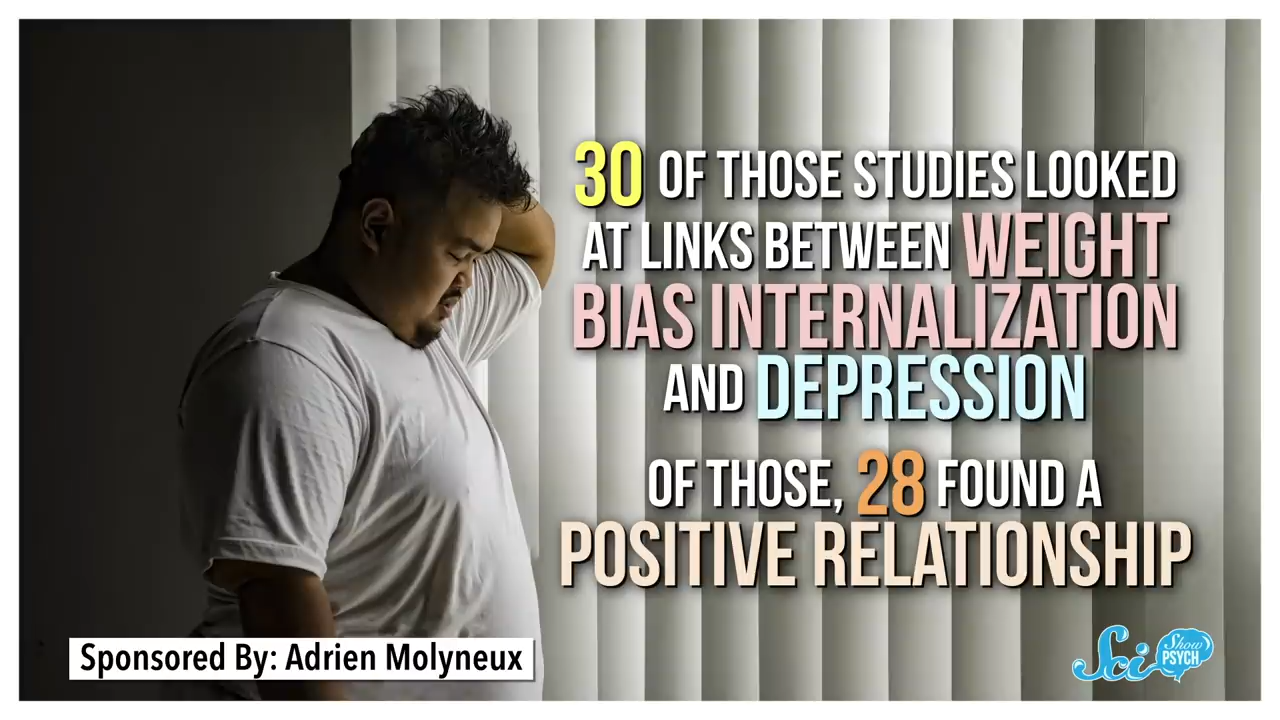 30 OF THOSE STUDIES LOOKED
AT LINKS BETWEEN WEIGHT
BIAS INTERNALIZATION
AND DEPRESSION
OF THOSE, 28 FOUND A
POSITIVE RELATIONSHIP
Sponsored By: Adrien Molyneux
Sci Show
PSYCH